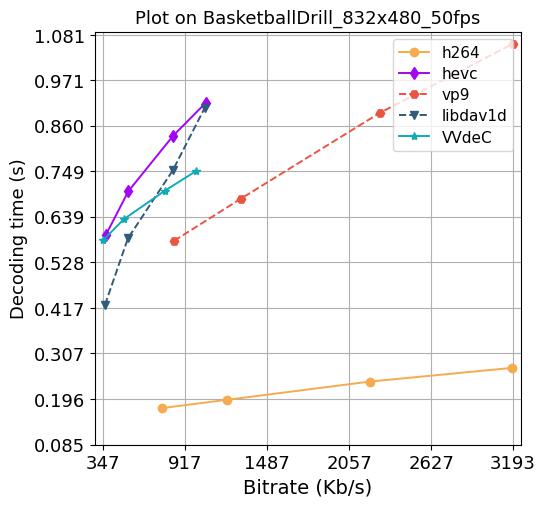 Plot on BasketballDrill_832x480_50fps
h264
hevc
vp9
libdav1d
VVdeC
Decoding time (s)
1.081
0.971
0.860
0.749
0.639
0.528
0.417
0.307
0.196
0.085
347 917 1487 2057 2627 3193
Bitrate (Kb/s)